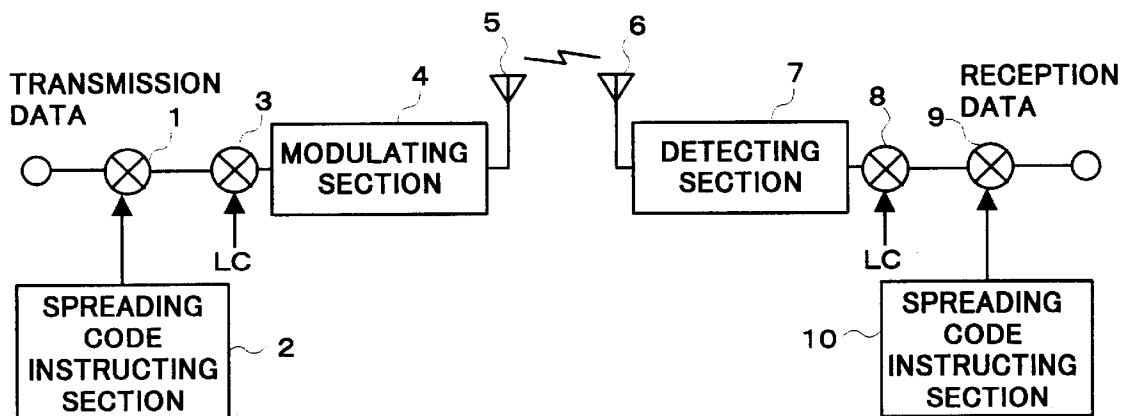 5
6
TRANSMISSION
DATA
1
3
4
7
8
9
RECEPTION
DATA
MODULATING
SECTION
DETECTING
SECTION
LC
LC
SPREADING
CODE
INSTRUCTING
SECTION
2
10
SPREADING
CODE
INSTRUCTING
SECTION